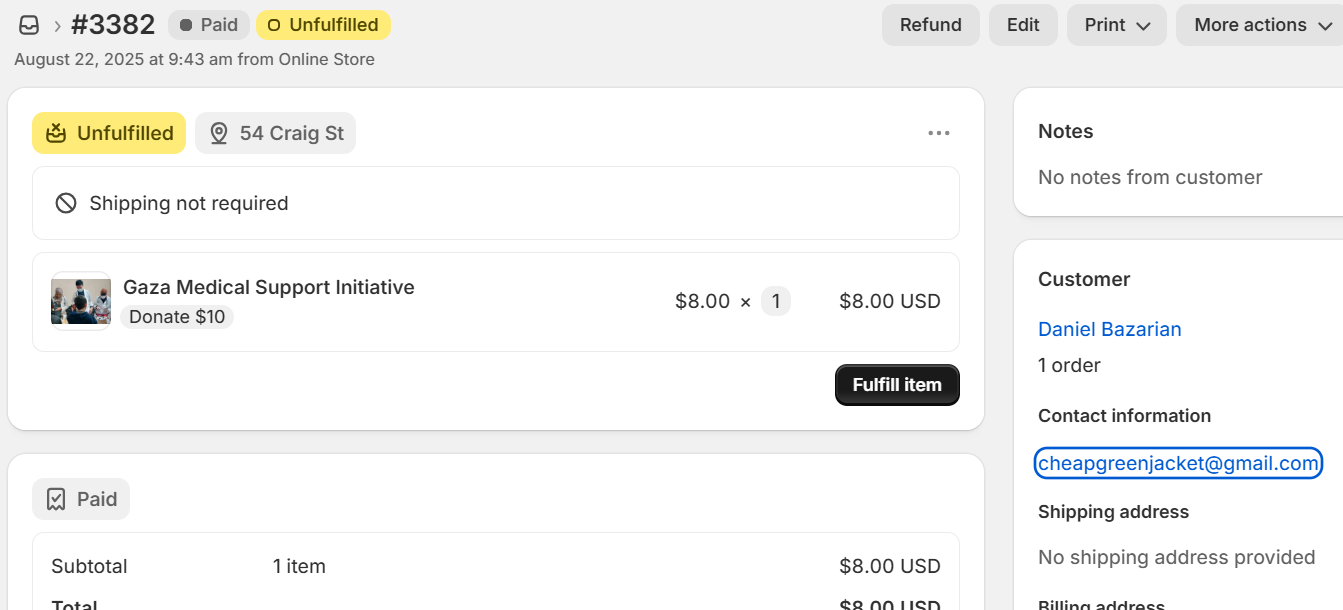 #3382 Paid Unfulfilled
Refund Edit Print More actions
August 22, 2025 at 9:43 am from Online Store
Unfulfilled 54 Craig St
Shipping not required
Gaza Medical Support Initiative
Donate $10
$8.00 × 1 $8.00 USD
Fulfill item
Paid
Subtotal 1 item $8.00 USD
Total $8.00 USD
Notes
No notes from customer
Customer
Daniel Bazarian
1 order
Contact information
cheapgreenjacket@gmail.com
Shipping address
No shipping address provided
Billing address